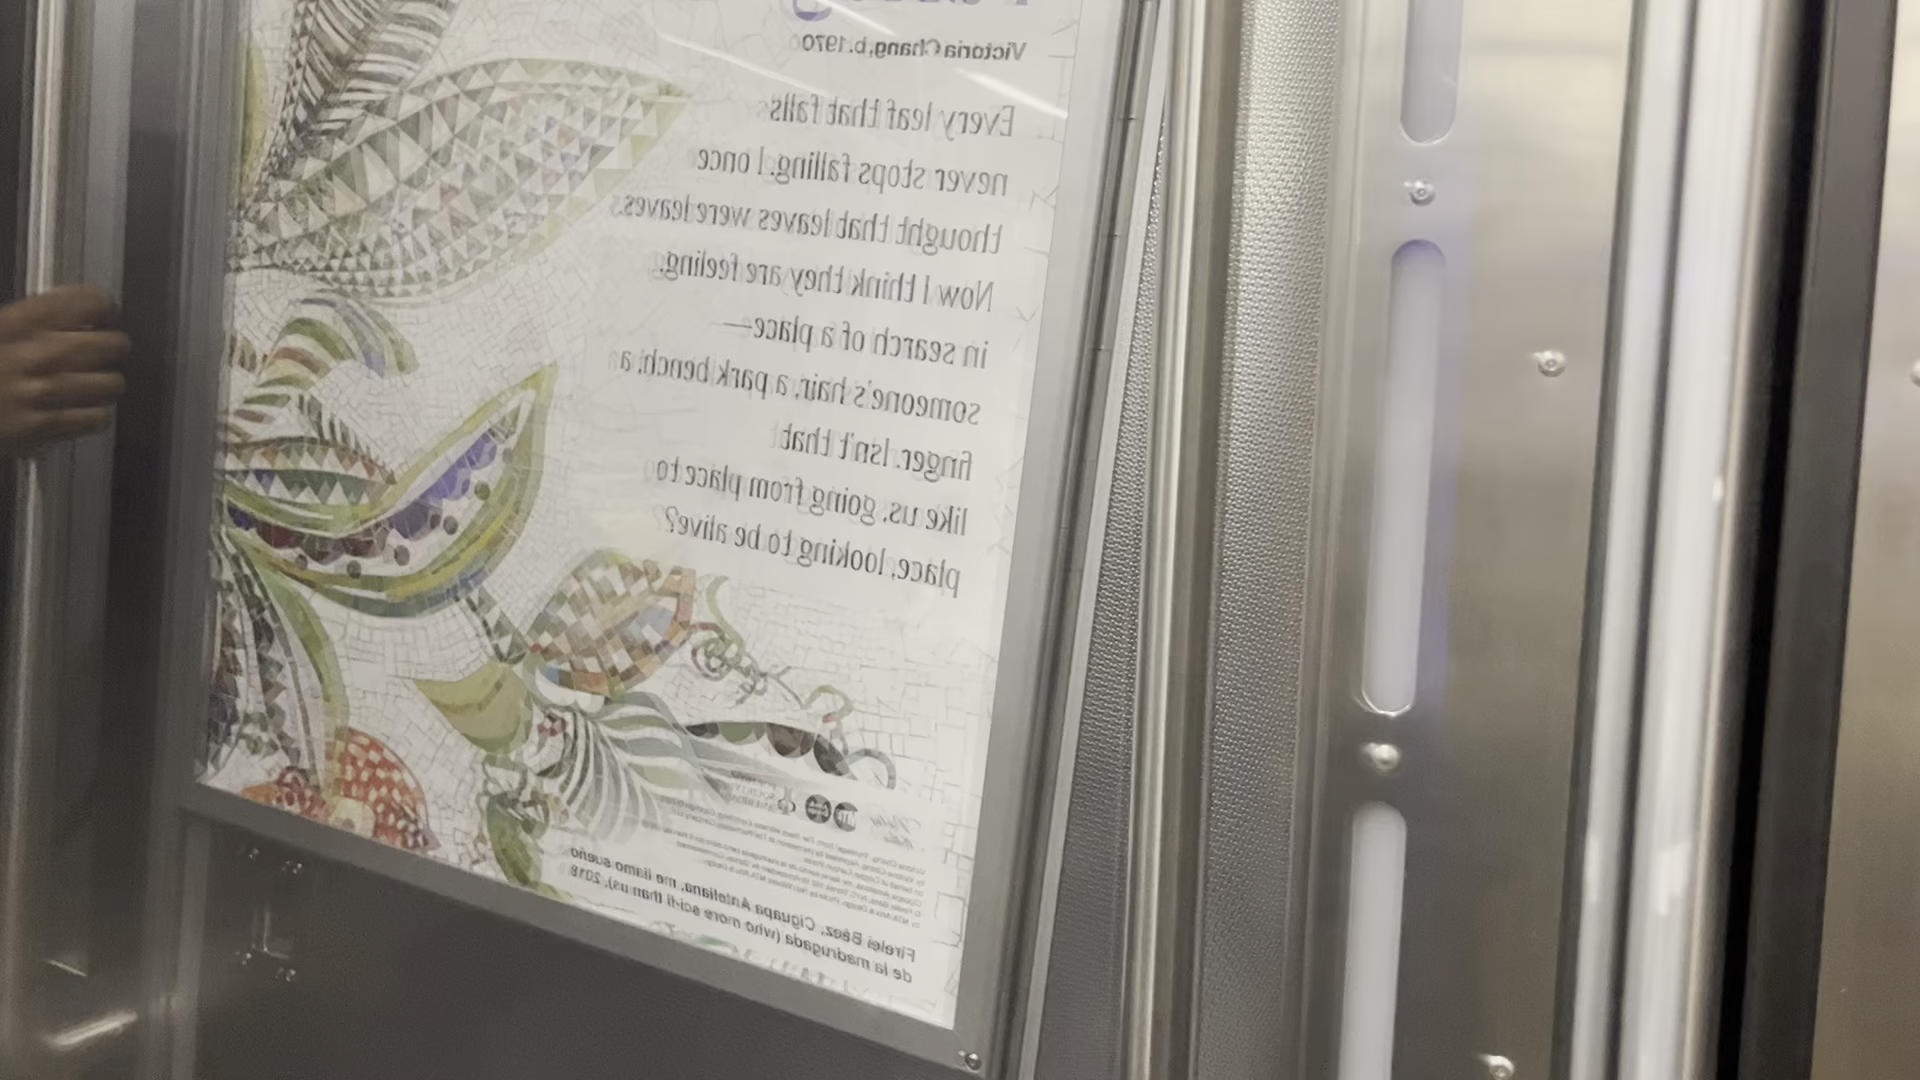 Victoria Chang, b. 1970
Every leaf that falls
never stops falling. I once
thought that leaves were leaves.
Now I think they are feeling,
in search of a place—
someone's hair, a park bench, a
finger. Isn't that
like us, going from place to
place, looking to be alive?
Firelei Báez, Ciguapa Antellana, me llamo sueño
de la madrugada (who more sci-fi than us), 2018